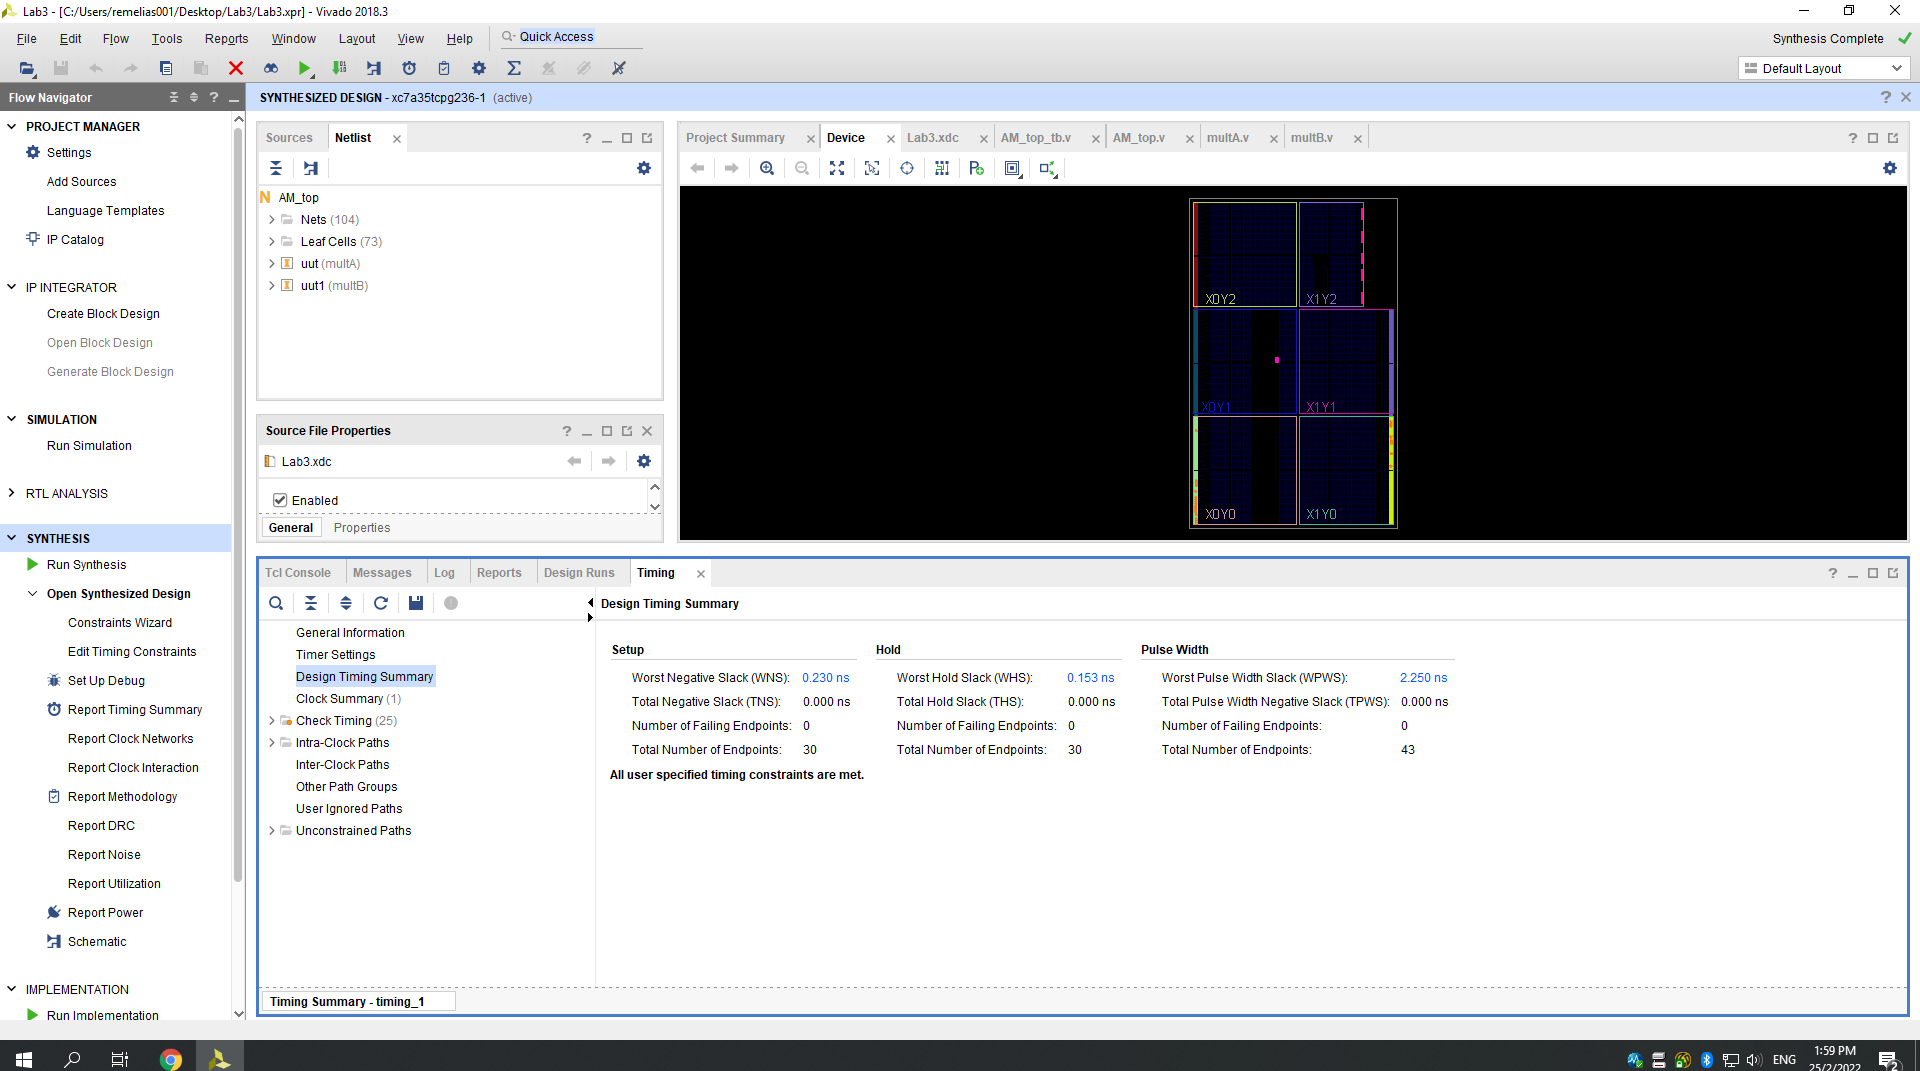 Lab3 - [C:/Users/remelias001/Desktop/Lab3/Lab3.xpr] - Vivado 2018.3
File Edit Flow Tools Reports Window Layout View Help Quick Access
Synthesis Complete
Default Layout
Flow Navigator
PROJECT MANAGER
Settings
Add Sources
Language Templates
IP Catalog
IP INTEGRATOR
Create Block Design
Open Block Design
Generate Block Design
SIMULATION
Run Simulation
RTL ANALYSIS
SYNTHESIS
Run Synthesis
Open Synthesized Design
Constraints Wizard
Edit Timing Constraints
Set Up Debug
Report Timing Summary
Report Clock Networks
Report Clock Interaction
Report Methodology
Report DRC
Report Noise
Report Utilization
Report Power
Schematic
IMPLEMENTATION
Run Implementation
SYNTHESIZED DESIGN - xc7a35tcpg236-1 (active)
Sources Netlist
AM_top
Nets (104)
Leaf Cells (73)
uut (multA)
uut1 (multB)
Source File Properties
Lab3.xdc
Enabled
General Properties
Project Summary Device Lab3.xdc AM_top_tb.v AM_top.v multA.v multB.v
X0Y2 X1Y2
X0Y1 X1Y1
X0Y0 X1Y0
Tcl Console Messages Log Reports Design Runs Timing
General Information
Timer Settings
Design Timing Summary
Clock Summary (1)
Check Timing (25)
Intra-Clock Paths
Inter-Clock Paths
Other Path Groups
User Ignored Paths
Unconstrained Paths
Design Timing Summary
Setup Hold Pulse Width
Worst Negative Slack (WNS): 0.230 ns Worst Hold Slack (WHS): 0.153 ns Worst Pulse Width Slack (WPWS): 2.250 ns
Total Negative Slack (TNS): 0.000 ns Total Hold Slack (THS): 0.000 ns Total Pulse Width Negative Slack (TPWS): 0.000 ns
Number of Failing Endpoints: 0 Number of Failing Endpoints: 0 Number of Failing Endpoints: 0
Total Number of Endpoints: 30 Total Number of Endpoints: 30 Total Number of Endpoints: 43
All user specified timing constraints are met.
Timing Summary - timing_1
ENG
1:59 PM
25/2/2022
2